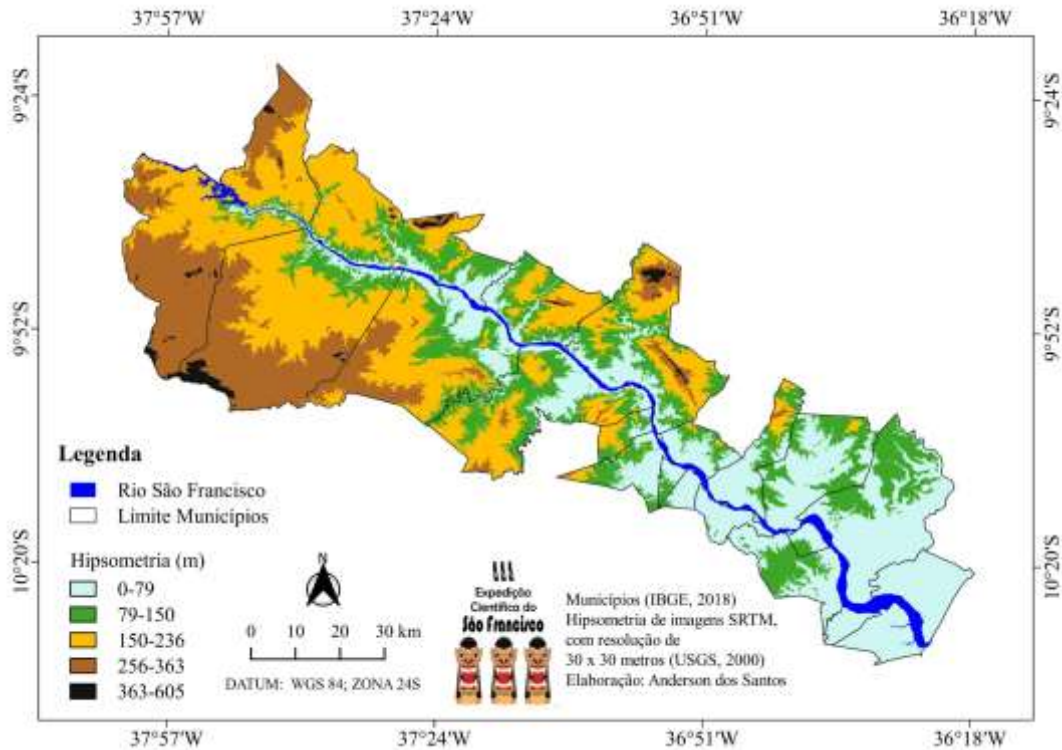 37°57'W 37°24'W 36°51'W 36°18'W
9°24'S 9°24'S
9°52'S 9°52'S
10°20'S 10°20'S
Legenda
Rio São Francisco
Limite Municípios
Hipsometria (m)
0-79
79-150
150-236
256-363
363-605
N
0 10 20 30 km
DATUM: WGS 84; ZONA 24S
Expedição
Científica do
São Francisco
Municípios (IBGE, 2018)
Hipsometria de imagens SRTM,
com resolução de
30 x 30 metros (USGS, 2000)
Elaboração: Anderson dos Santos
37°57'W 37°24'W 36°51'W 36°18'W